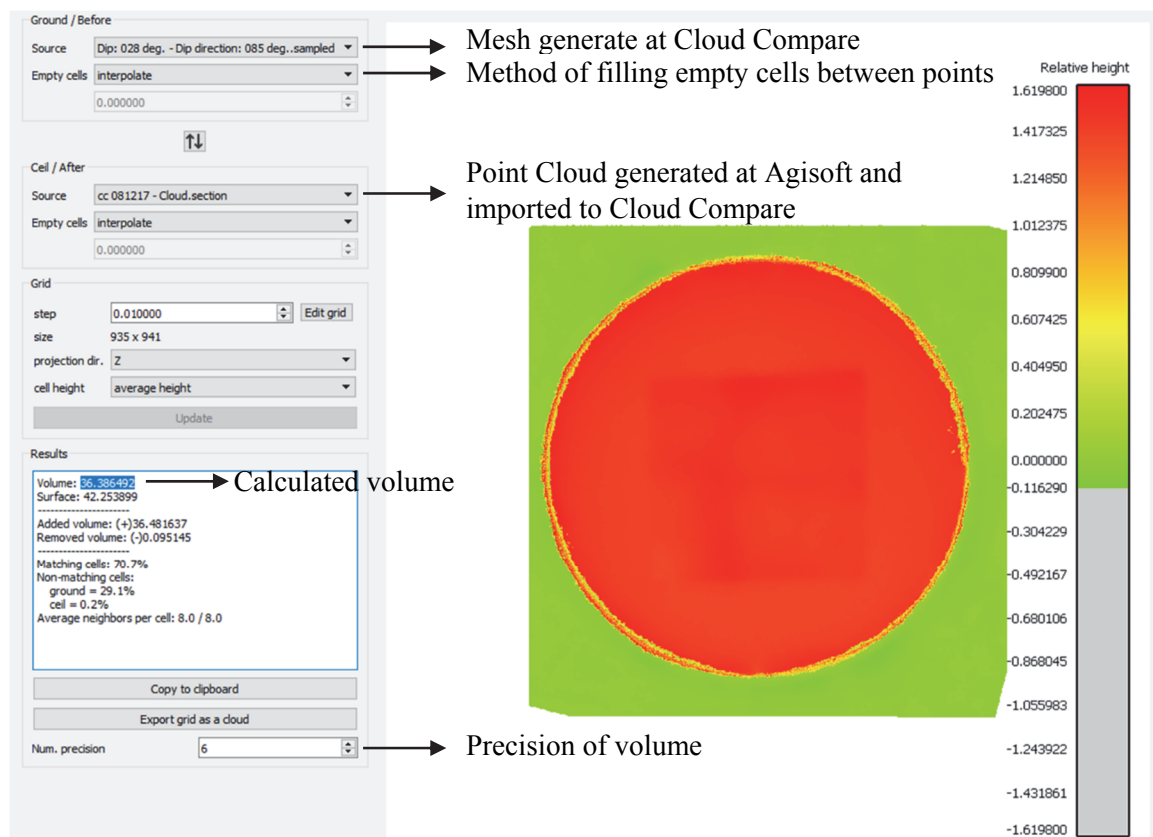 Ground / Before
Source Dip: 028 deg. - Dip direction: 085 deg..sampled
Mesh generate at Cloud Compare
Empty cells interpolate
Method of filling empty cells between points
0.000000
Ceil / After
Source cc 081217 - Cloud.section
Point Cloud generated at Agisoft and
imported to Cloud Compare
Empty cells interpolate
0.000000
Grid
step 0.010000 Edit grid
size 935 x 941
projection dir. Z
cell height average height
Update
Results
Volume: 36.386492
Calculated volume
Surface: 42.253899
----------------------
Added volume: (+)36.481637
Removed volume: (-)0.095145
----------------------
Matching cells: 70.7%
Non-matching cells:
ground = 29.1%
ceil = 0.2%
Average neighbors per cell: 8.0 / 8.0
Copy to clipboard
Export grid as a cloud
Num. precision 6
Precision of volume
Relative height
1.619800
1.417325
1.214850
1.012375
0.809900
0.607425
0.404950
0.202475
0.000000
-0.116290
-0.304229
-0.492167
-0.680106
-0.868045
-1.055983
-1.243922
-1.431861
-1.619800